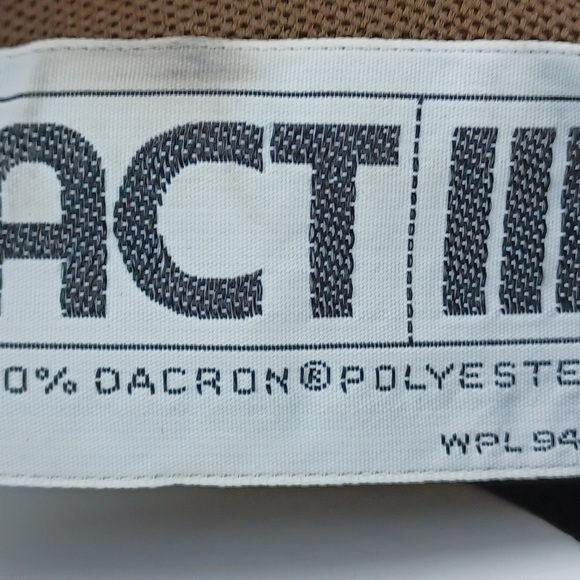 ACT III
0% DACRON® POLYESTE
WPL 94